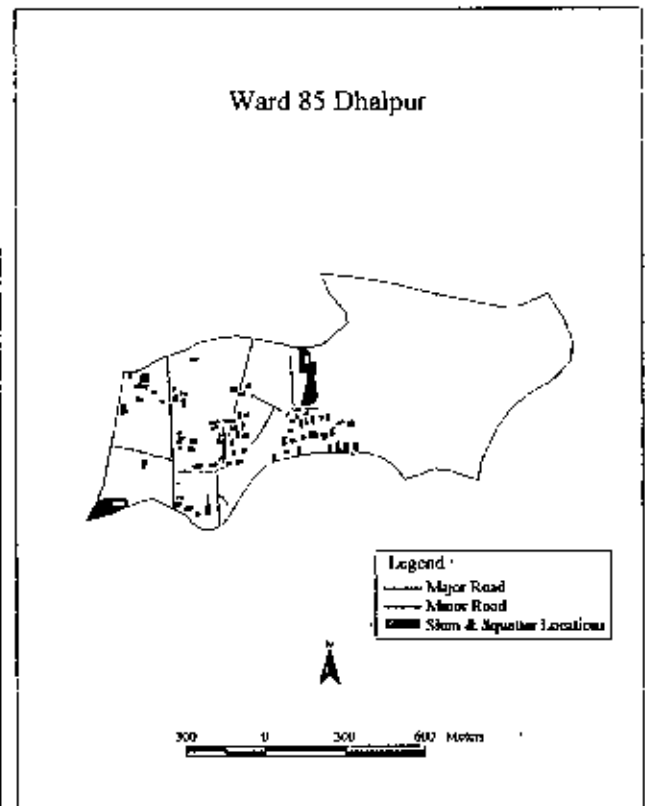 Ward 85 Dhalpur
Legend
Major Road
Minor Road
Slum & Squatter Locations
N
300 0 300 600 Meters